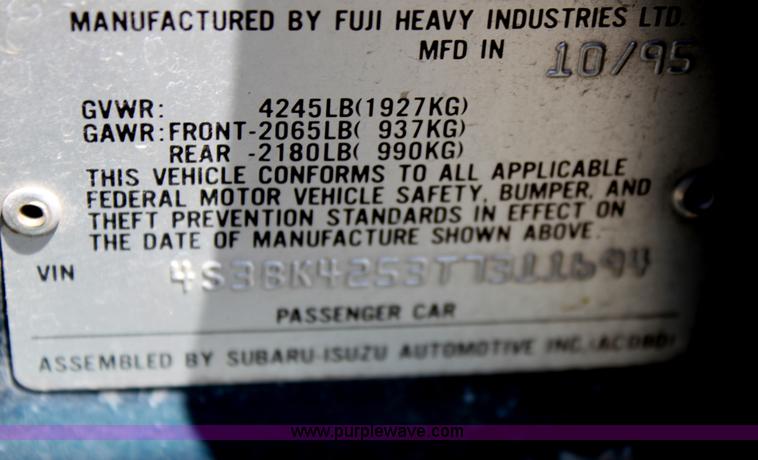 MANUFACTURED BY FUJI HEAVY INDUSTRIES LTD.
MFD IN 10/95
GVWR: 4245LB(1927KG)
GAWR:FRONT-2065LB( 937KG)
REAR -2180LB( 990KG)
THIS VEHICLE CONFORMS TO ALL APPLICABLE
FEDERAL MOTOR VEHICLE SAFETY, BUMPER, AND
THEFT PREVENTION STANDARDS IN EFFECT ON
THE DATE OF MANUFACTURE SHOWN ABOVE.
VIN 4S3BK4253T7311694
PASSENGER CAR
ASSEMBLED BY SUBARU-ISUZU AUTOMOTIVE INC.
www.purplewave.com